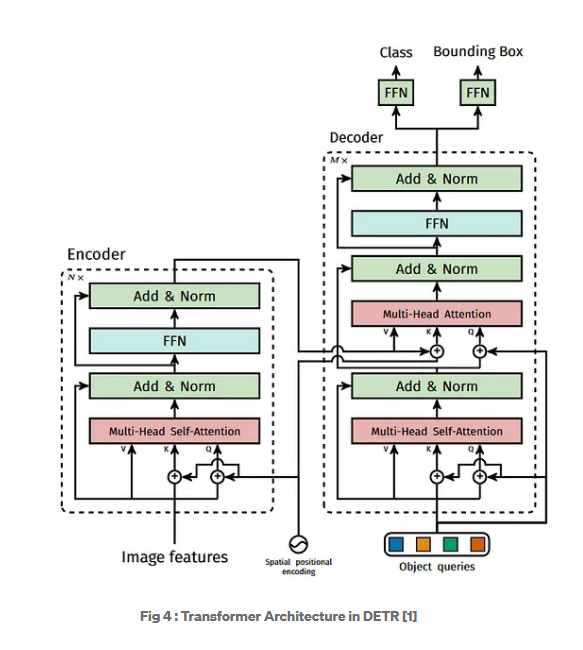 Class
Bounding Box
FFN
FFN
Decoder
M×
Add & Norm
FFN
Add & Norm
Multi-Head Attention
V
K
Q
Add & Norm
Multi-Head Self-Attention
V
K
Q
Object queries
Encoder
N×
Add & Norm
FFN
Add & Norm
Multi-Head Self-Attention
V
K
Q
Image features
Spatial positional
encoding
Fig 4 : Transformer Architecture in DETR [1]